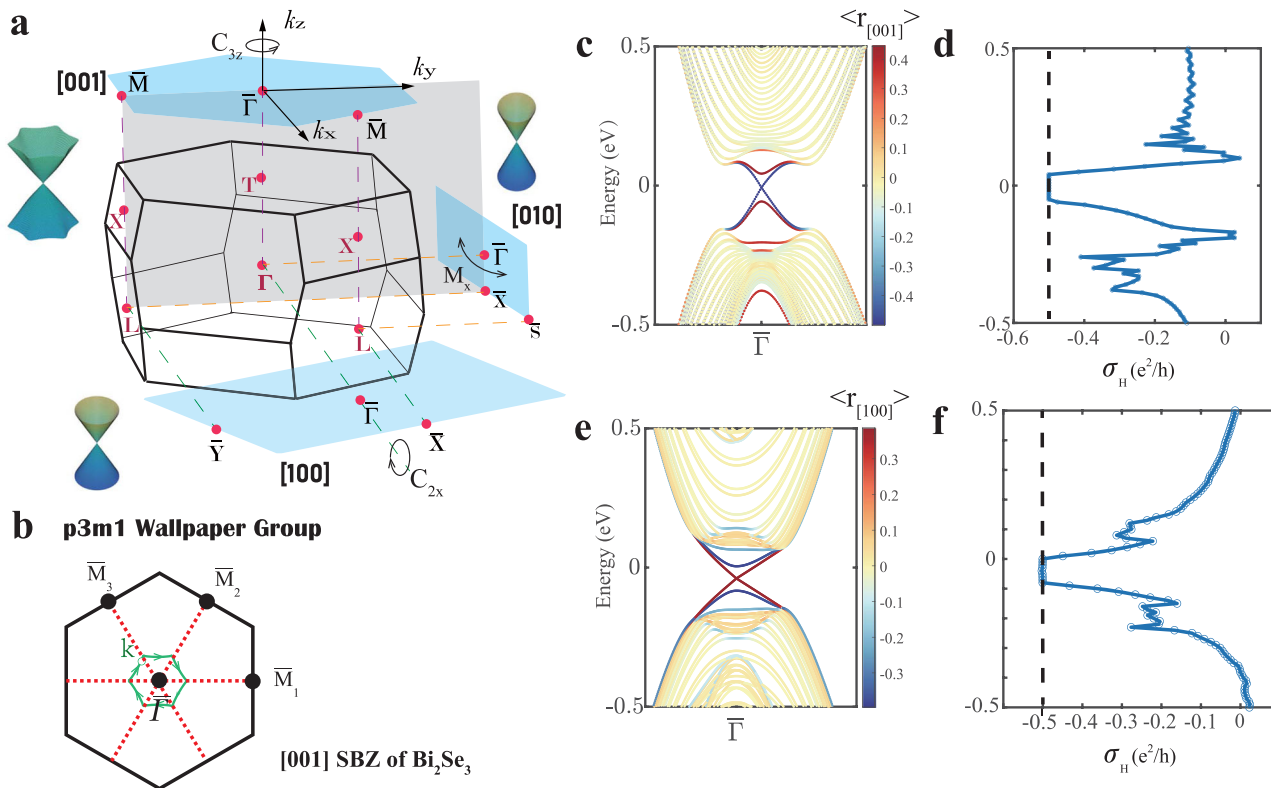 a
kz
C3z
[001]
M̄
Γ̄
ky
kx
M̄
T
X
X
Γ
L
L
[010]
Γ̄
Mx
X̄
S̄
Γ̄
Ȳ
X̄
[100]
C2x
b
p3m1 Wallpaper Group
M̄3
M̄2
k
M̄1
Γ̄
[001] SBZ of Bi2Se3
c
<r[001]>
0.5
0
-0.5
Energy (eV)
Γ̄
0.4
0.3
0.2
0.1
0
-0.1
-0.2
-0.3
-0.4
d
0.5
0
-0.5
-0.6
-0.4
-0.2
0
σH (e²/h)
e
<r[100]>
0.5
0
-0.5
Energy (eV)
Γ̄
0.3
0.2
0.1
0
-0.1
-0.2
-0.3
f
0.5
0
-0.5
-0.6
-0.5
-0.4
-0.3
-0.2
-0.1
0
σH (e²/h)